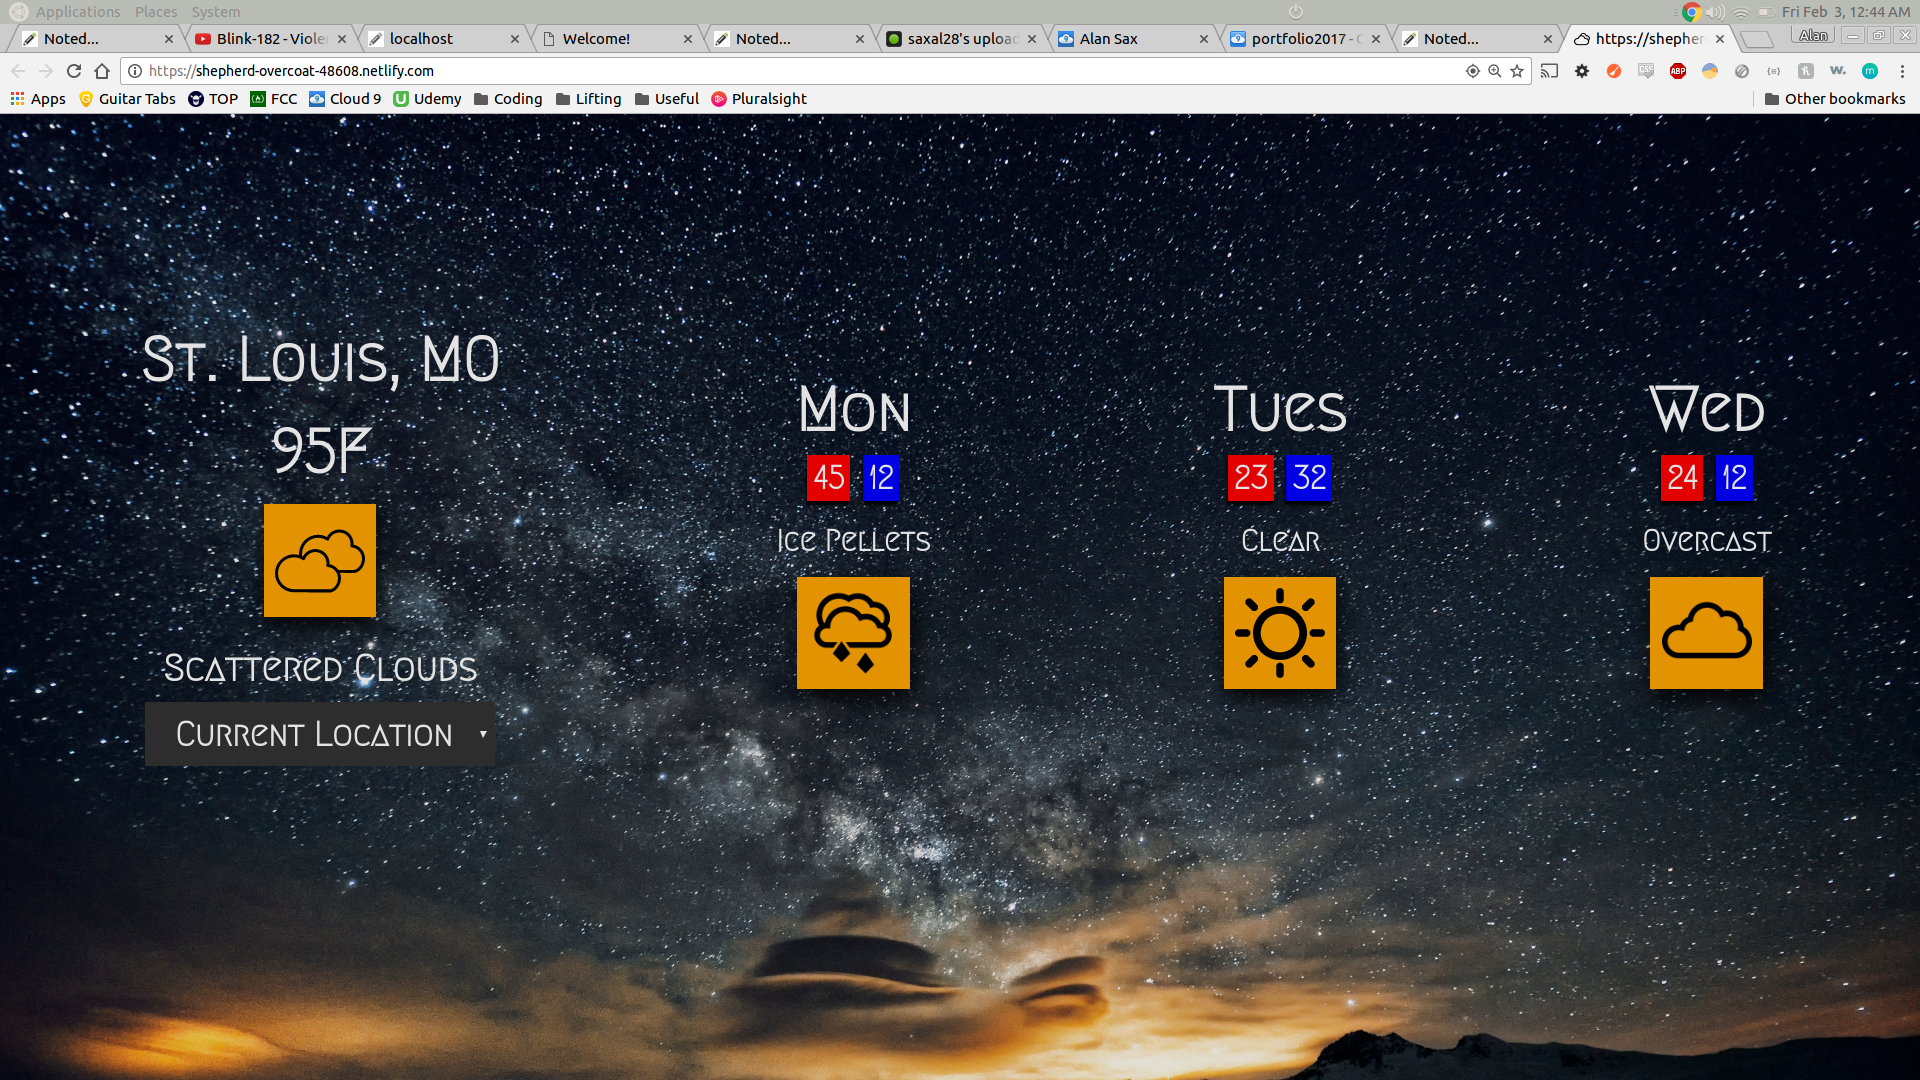 Applications Places System Fri Feb 3, 12:44 AM
Noted... Blink-182 - Viole localhost Welcome! Noted... saxal28's uploa Alan Sax portfolio2017 - C Noted... https://shepher Alan
https://shepherd-overcoat-48608.netlify.com
Apps Guitar Tabs TOP FCC Cloud 9 Udemy Coding Lifting Useful Pluralsight Other bookmarks
St. Louis, MO
95F
Scattered Clouds
Current Location
Mon
45 12
Ice Pellets
Tues
23 32
Clear
Wed
24 12
Overcast